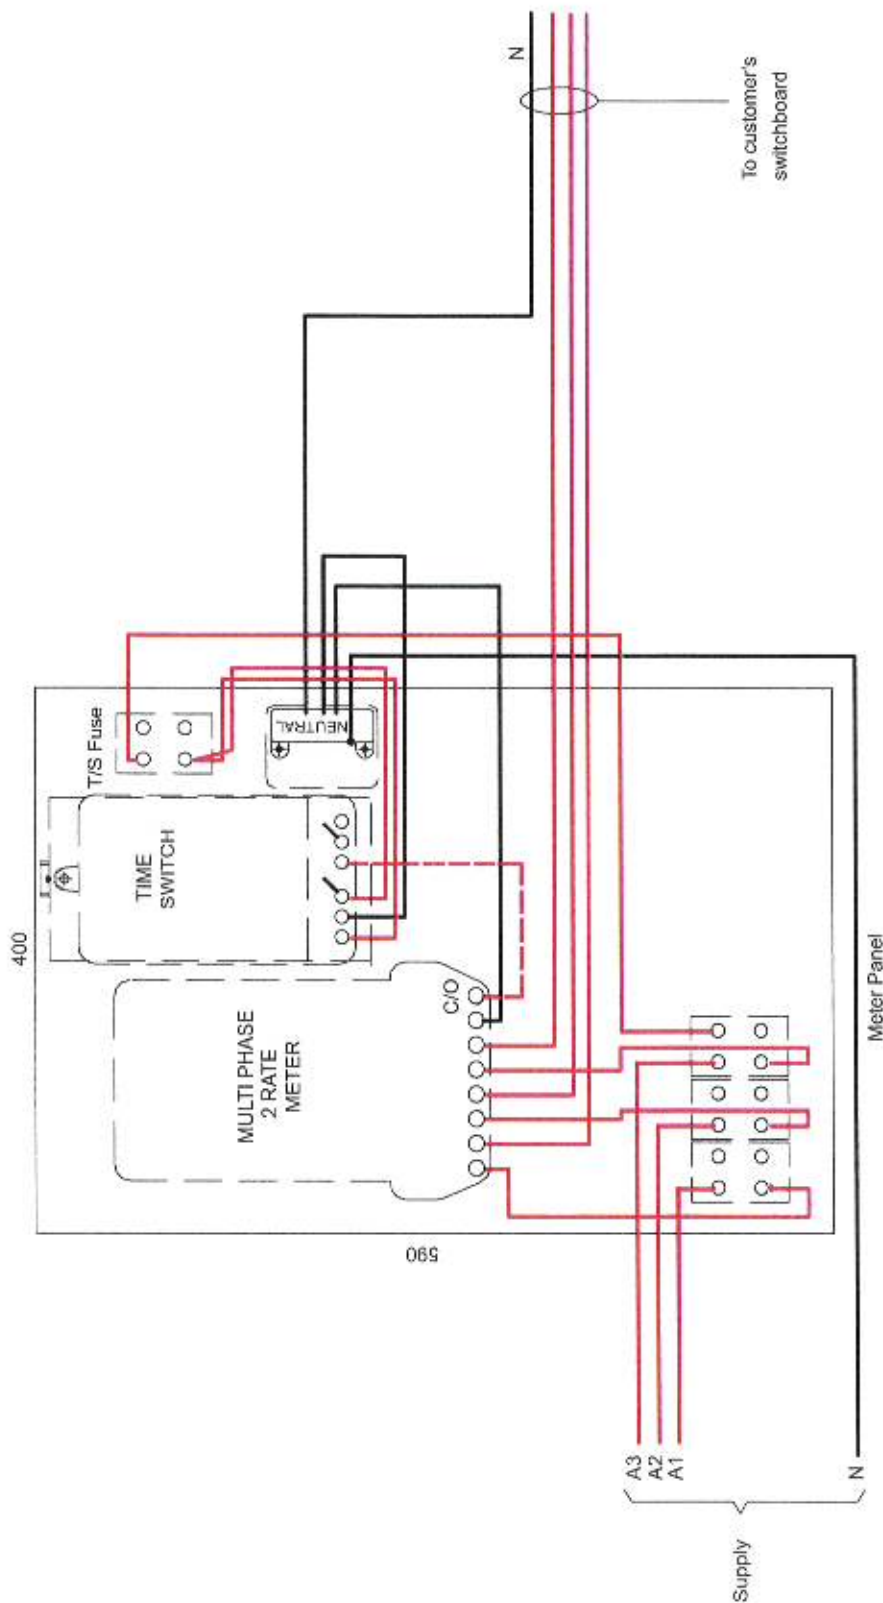 N
To customer's
switchboard
T/S Fuse
NEUTRAL
TIME
SWITCH
400
C/O
MULTI PHASE
2 RATE
METER
590
Meter Panel
A3
A2
A1
N
Supply